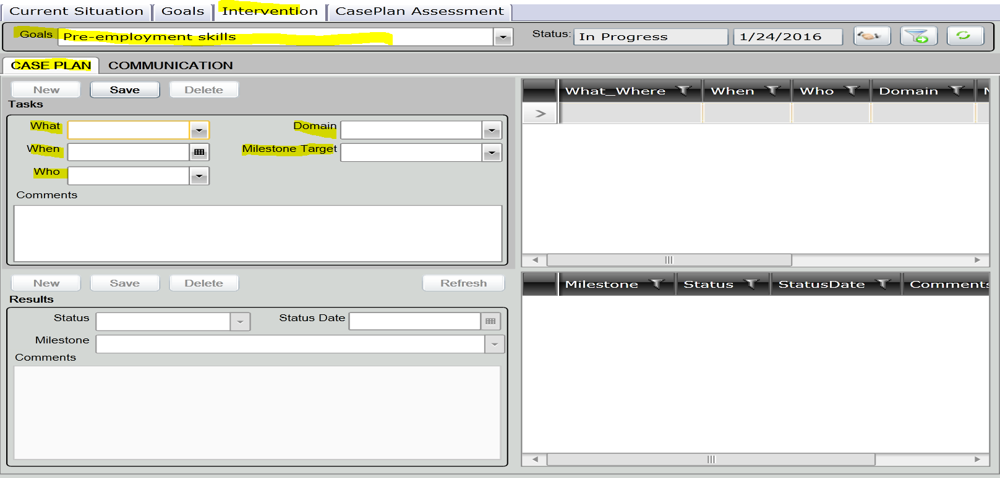 Current Situation Goals Intervention CasePlan Assessment
Goals Pre-employment skills Status: In Progress 1/24/2016
CASE PLAN COMMUNICATION
New Save Delete
Tasks
What Domain
When Milestone Target
Who
Comments
What_Where When Who Domain
New Save Delete Refresh
Results
Status Status Date
Milestone
Comments
Milestone Status StatusDate Comments